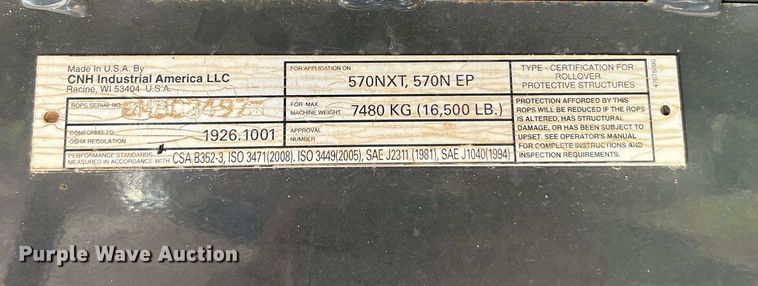 Made in U.S.A. By
CNH Industrial America LLC
Racine, WI 53404 U.S.A.
ROPS SERIAL NO.
CONFORMS TO
OSHA REGULATION
1926.1001
PERFORMANCE STANDARDS
MEASURED IN ACCORDANCE WITH
CSA B352-3, ISO 3471(2008). ISO 3449(2005), SAE J2311 (1981), SAE J1040(1994)
FOR APPLICATION ON
570NXT, 570N EP
FOR MAX.
MACHINE WEIGHT
7480 KG (16,500 LB.)
APPROVAL
NUMBER
TYPE - CERTIFICATION FOR
ROLLOVER
PROTECTIVE STRUCTURES
PROTECTION AFFORDED BY THIS
ROPS WILL BE REDUCED IF THE ROPS
IS ALTERED, HAS STRUCTURAL
DAMAGE, OR HAS BEEN SUBJECT TO
UPSET. SEE OPERATOR'S MANUAL
FOR COMPLETE INSTRUCTIONS AND
INSPECTION REQUIREMENTS.
Purple Wave Auction